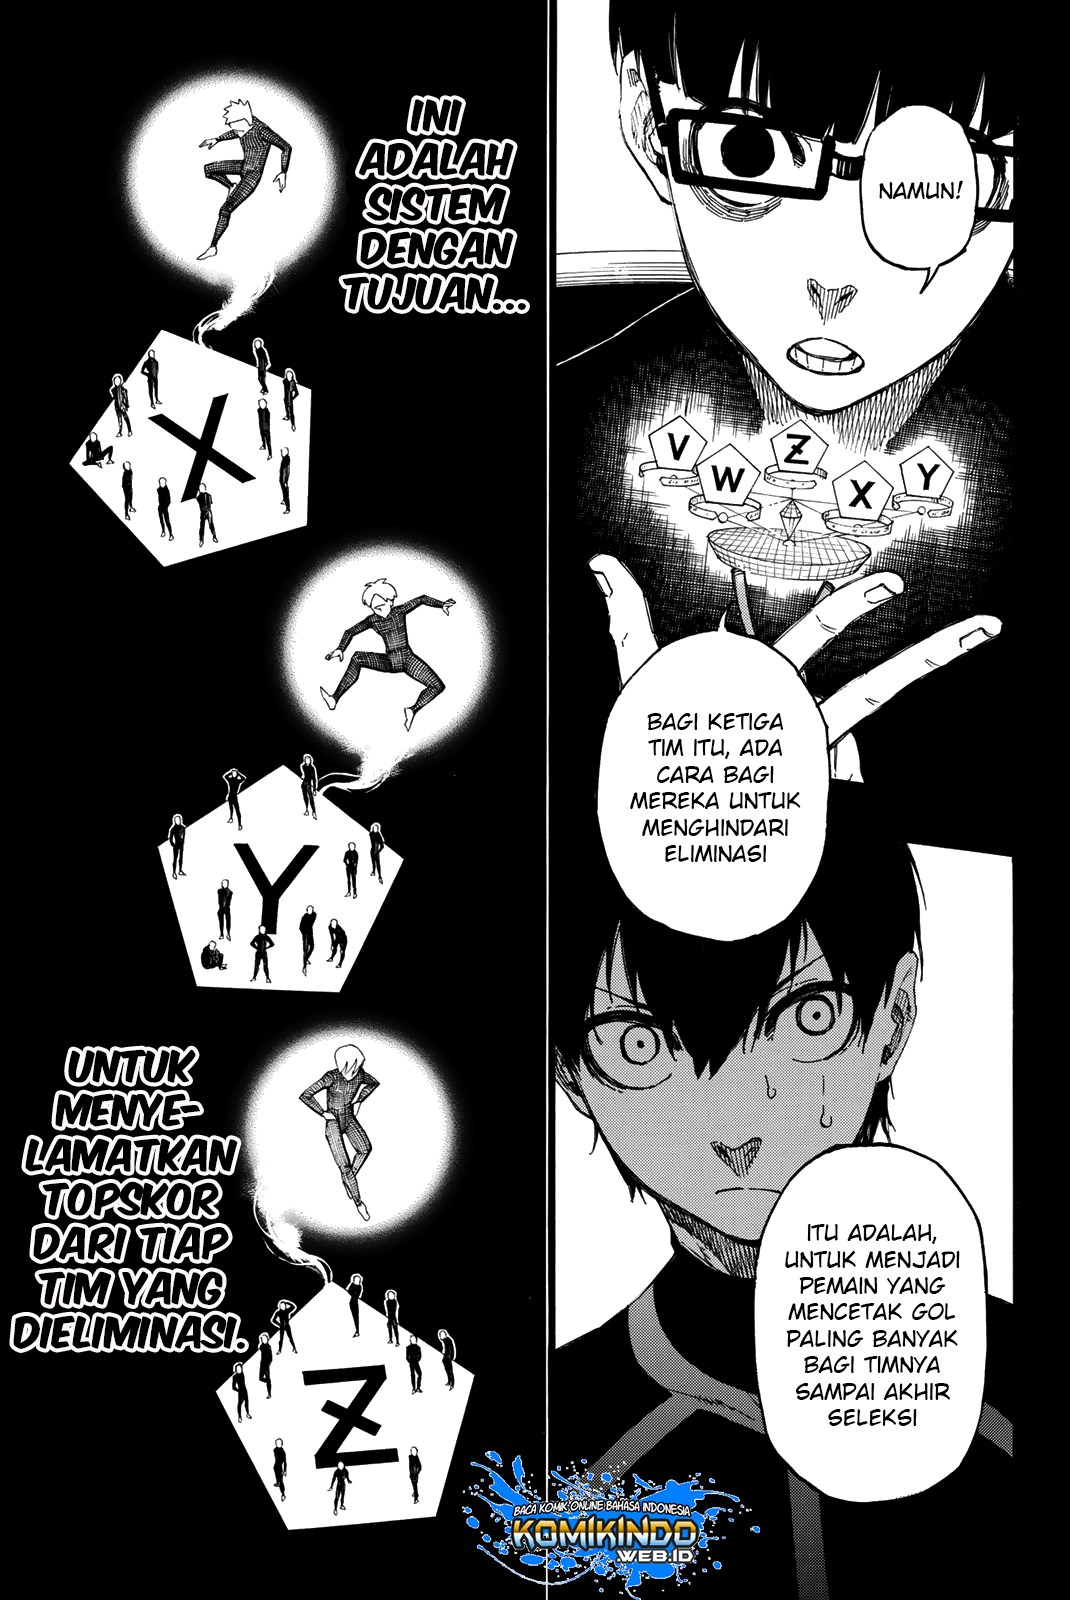 NAMUN!
V
W
Z
X
Y
BAGI KETIGA
TIM ITU, ADA
CARA BAGI
MEREKA UNTUK
MENGHINDARI
ELIMINASI
ITU ADALAH,
UNTUK MENJADI
PEMAIN YANG
MENCETAK GOL
PALING BANYAK
BAGI TIMNYA
SAMPAI AKHIR
SELEKSI
INI
ADALAH
SISTEM
DENGAN
TUJUAN...
X
Y
UNTUK
MENYE-
LAMATKAN
TOPSKOR
DARI TIAP
TIM YANG
DIELIMINASI.
Z
BACA KOMIK ONLINE BAHASA INDONESIA
KOMIKINDO
WEB.ID